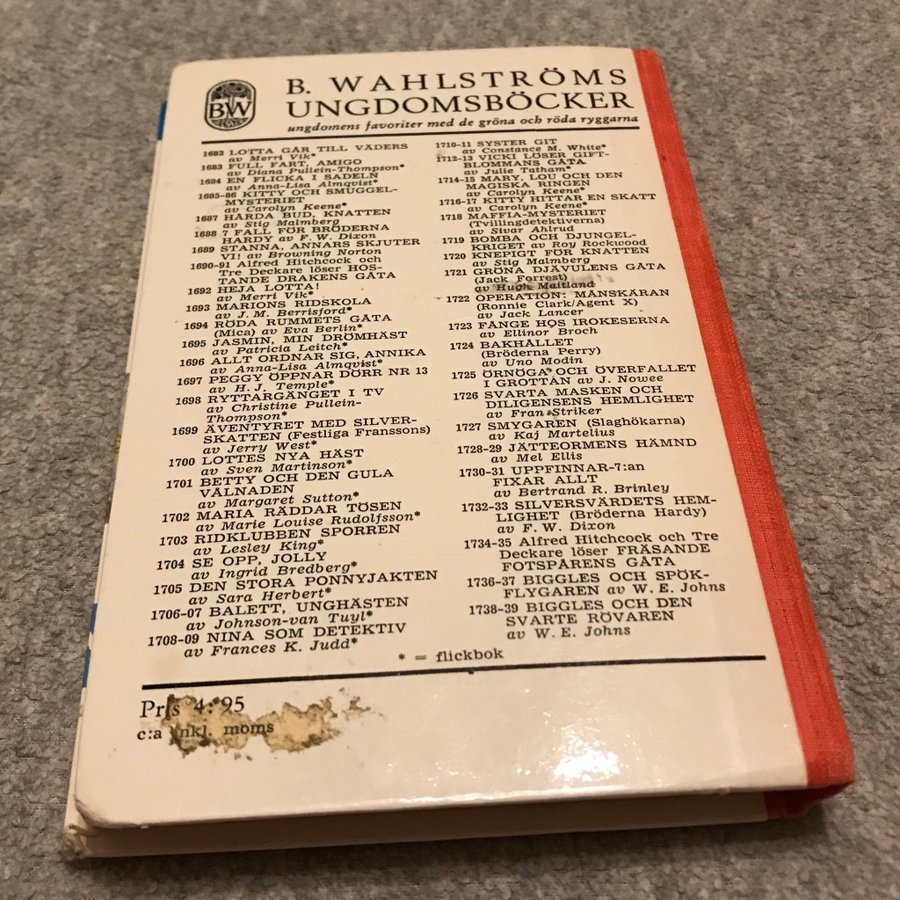 BW
B. WAHLSTRÖMS
UNGDOMSBÖCKER
ungdomens favoriter med de gröna och röda ryggarna
1682 LOTTA GÅR TILL VÄDERS
av Merri Vik*
1683 FULL FART, AMIGO
av Diana Pullein-Thompson*
1684 EN FLICKA I SADELN
av Anna-Lisa Almqvist*
1685-86 KITTY OCH SMUGGEL-
MYSTERIET
av Carolyn Keene*
1687 HÅRDA BUD, KNATTEN
av Stig Malmberg
1688 7 FALL FÖR BRÖDERNA
HARDY av F. W. Dixon
1689 STANNA, ANNARS SKJUTER
VI! av Browning Norton
1690-91 Alfred Hitchcock och
Tre Deckare löser HOS-
TANDE DRAKENS GÅTA
1692 HEJA LOTTA!
av Merri Vik*
1693 MARIONS RIDSKOLA
av J. M. Berrisford*
1694 RÖDA RUMMETS GÅTA
(Mica) av Eva Berlin*
1695 JASMIN, MIN DRÖMHÄST
av Patricia Leitch*
1696 ALLT ORDNAR SIG, ANNIKA
av Anna-Lisa Almqvist*
1697 PEGGY ÖPPNAR DÖRR NR 13
av H. J. Temple*
1698 RYTTARGÄNGET I TV
av Christine Pullein-
Thompson*
1699 ÄVENTYRET MED SILVER-
SKATTEN (Festliga Franssons)
av Jerry West*
1700 LOTTES NYA HÄST
av Sven Martinson*
1701 BETTY OCH DEN GULA
VÅLNADEN
av Margaret Sutton*
1702 MARIA RÄDDAR TÖSEN
av Marie Louise Rudolfsson*
1703 RIDKLUBBEN SPORREN
av Lesley King*
1704 SE OPP, JOLLY
av Ingrid Bredberg*
1705 DEN STORA PONNYJAKTEN
av Sara Herbert*
1706-07 BALETT, UNGHÄSTEN
av Johnson-van Tuyl*
1708-09 NINA SOM DETEKTIV
av Frances K. Judd*
1710-11 SYSTER GIT
av Constance M. White*
1712-13 VICKI LÖSER GIFT-
BLOMMANS GÅTA
av Julie Tatham*
1714-15 MARY, LOU OCH DEN
MAGISKA RINGEN
av Carolyn Keene*
1716-17 KITTY HITTAR EN SKATT
av Carolyn Keene*
1718 MAFFIA-MYSTERIET
(Tvillingdetektiverna)
av Sivar Ahlrud
1719 BOMBA OCH DJUNGEL-
KRIGET av Roy Rockwood
1720 KNEPIGT FÖR KNATTEN
av Stig Malmberg
1721 GRÖNA DJÄVULENS GÅTA
(Jack Forrest)
av Hugh Maitland
1722 OPERATION: MÅNSKÄRAN
(Ronnie Clark/Agent X)
av Jack Lancer
1723 FÅNGE HOS IROKESERNA
av Ellinor Broch
1724 BAKHÅLLET
(Bröderna Perry)
av Uno Modin
1725 ÖRNÖGA OCH ÖVERFALLET
I GROTTAN av J. Nowee
1726 SVARTA MASKEN OCH
DILIGENSENS HEMLIGHET
av Fran Striker
1727 SMYGAREN (Slaghökarna)
av Kaj Martelius
1728-29 JÄTTEORMENS HÄMND
av Mel Ellis
1730-31 UPPFINNAR-7:an
FIXAR ALLT
av Bertrand R. Brinley
1732-33 SILVERSVÄRDETS HEM-
LIGHET (Bröderna Hardy)
av F. W. Dixon
1734-35 Alfred Hitchcock och Tre
Deckare löser FRÄSANDE
FOTSPÅRENS GÅTA
1736-37 BIGGLES OCH SPÖK-
FLYGAREN av W. E. Johns
1738-39 BIGGLES OCH DEN
SVARTE RÖVAREN
av W. E. Johns
* = flickbok
Pris 4:95
c:a inkl. moms